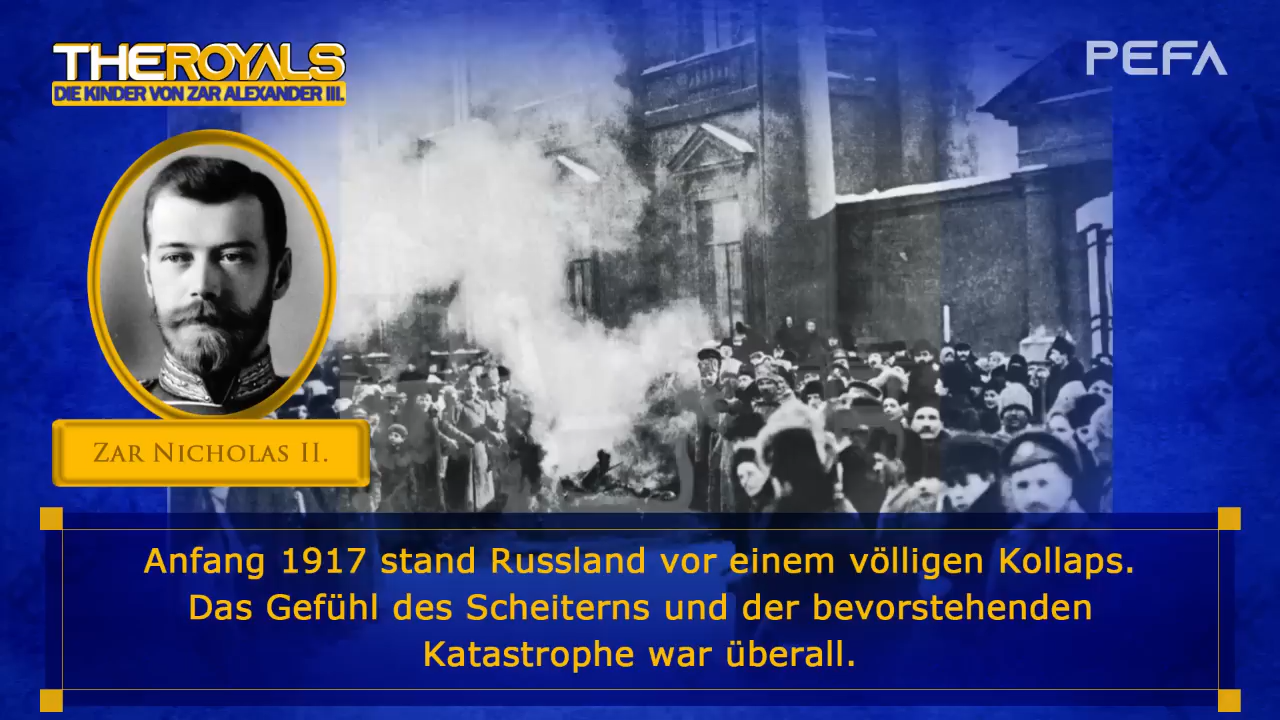 THEROYALS
DIE KINDER VON ZAR ALEXANDER III.
PEFA
ZAR NICHOLAS II.
Anfang 1917 stand Russland vor einem völligen Kollaps.
Das Gefühl des Scheiterns und der bevorstehenden
Katastrophe war überall.